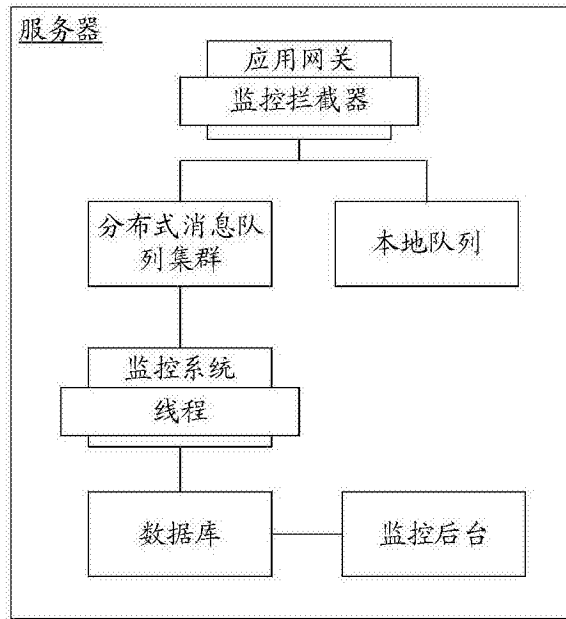 服务器
应用网关
监控拦截器
分布式消息队
列集群
本地队列
监控系统
线程
数据库
监控后台